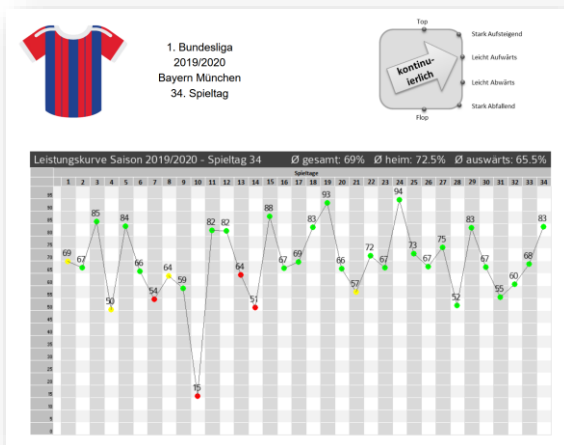 1. Bundesliga
2019/2020
Bayern München
34. Spieltag
Top
Stark Aufsteigend
Leicht Aufwärts
kontinu-
ierlich
Leicht Abwärts
Stark Abfallend
Flop
Leistungskurve Saison 2019/2020 - Spieltag 34 Ø gesamt: 69% Ø heim: 72.5% Ø auswärts: 65.5%
Spieltage
1 2 3 4 5 6 7 8 9 10 11 12 13 14 15 16 17 18 19 20 21 22 23 24 25 26 27 28 29 30 31 32 33 34
69 67 85 50 84 66 54 64 59 15 82 82 64 51 88 67 69 83 93 66 57 72 67 94 73 67 75 52 83 67 55 60 68 83